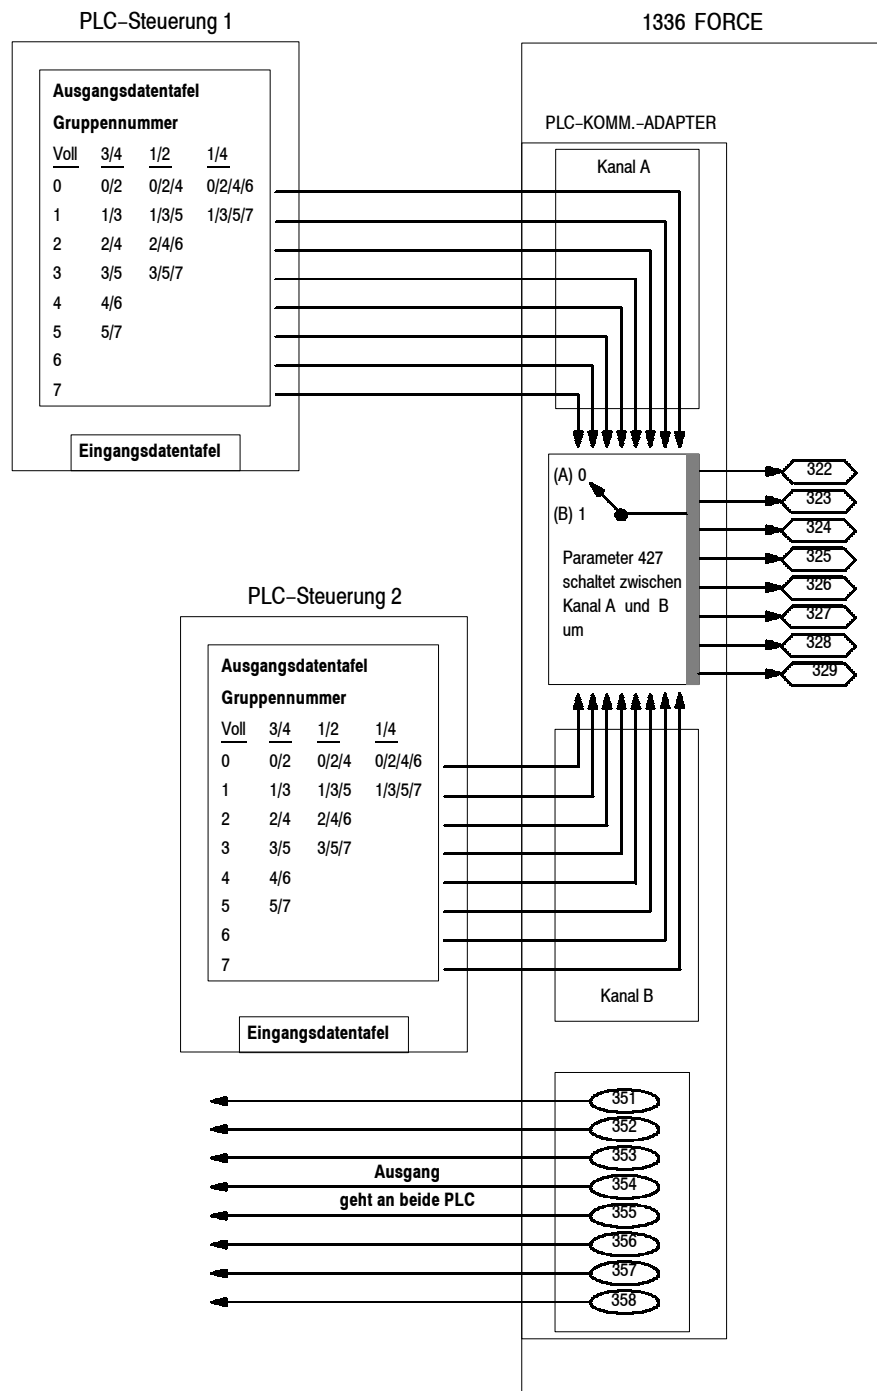 PLC–Steuerung 1
1336 FORCE
Ausgangsdatentafel
Gruppennummer
Voll 3/4 1/2 1/4
0 0/2 0/2/4 0/2/4/6
1 1/3 1/3/5 1/3/5/7
2 2/4 2/4/6
3 3/5 3/5/7
4 4/6
5 5/7
6
7
Eingangsdatentafel
PLC–KOMM.–ADAPTER
Kanal A
(A) 0
(B) 1
Parameter 427
schaltet zwischen
Kanal A und B
um
322
323
324
325
326
327
328
329
PLC–Steuerung 2
Ausgangsdatentafel
Gruppennummer
Voll 3/4 1/2 1/4
0 0/2 0/2/4 0/2/4/6
1 1/3 1/3/5 1/3/5/7
2 2/4 2/4/6
3 3/5 3/5/7
4 4/6
5 5/7
6
7
Eingangsdatentafel
Kanal B
351
352
353
354
355
356
357
358
Ausgang
geht an beide PLC